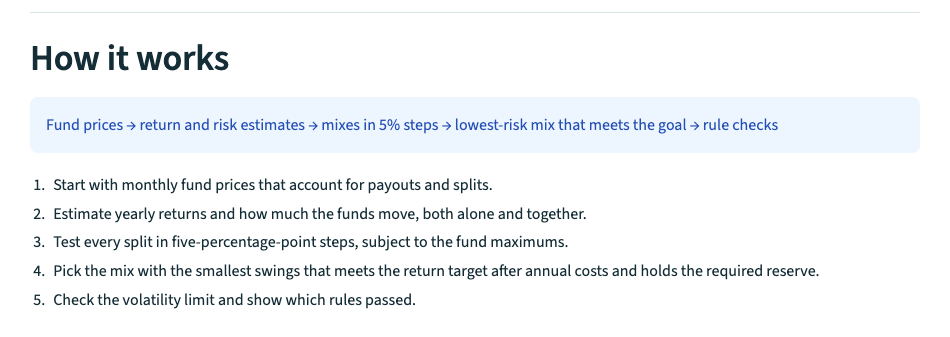 How it works
Fund prices → return and risk estimates → mixes in 5% steps → lowest-risk mix that meets the goal → rule checks
1. Start with monthly fund prices that account for payouts and splits.
2. Estimate yearly returns and how much the funds move, both alone and together.
3. Test every split in five-percentage-point steps, subject to the fund maximums.
4. Pick the mix with the smallest swings that meets the return target after annual costs and holds the required reserve.
5. Check the volatility limit and show which rules passed.